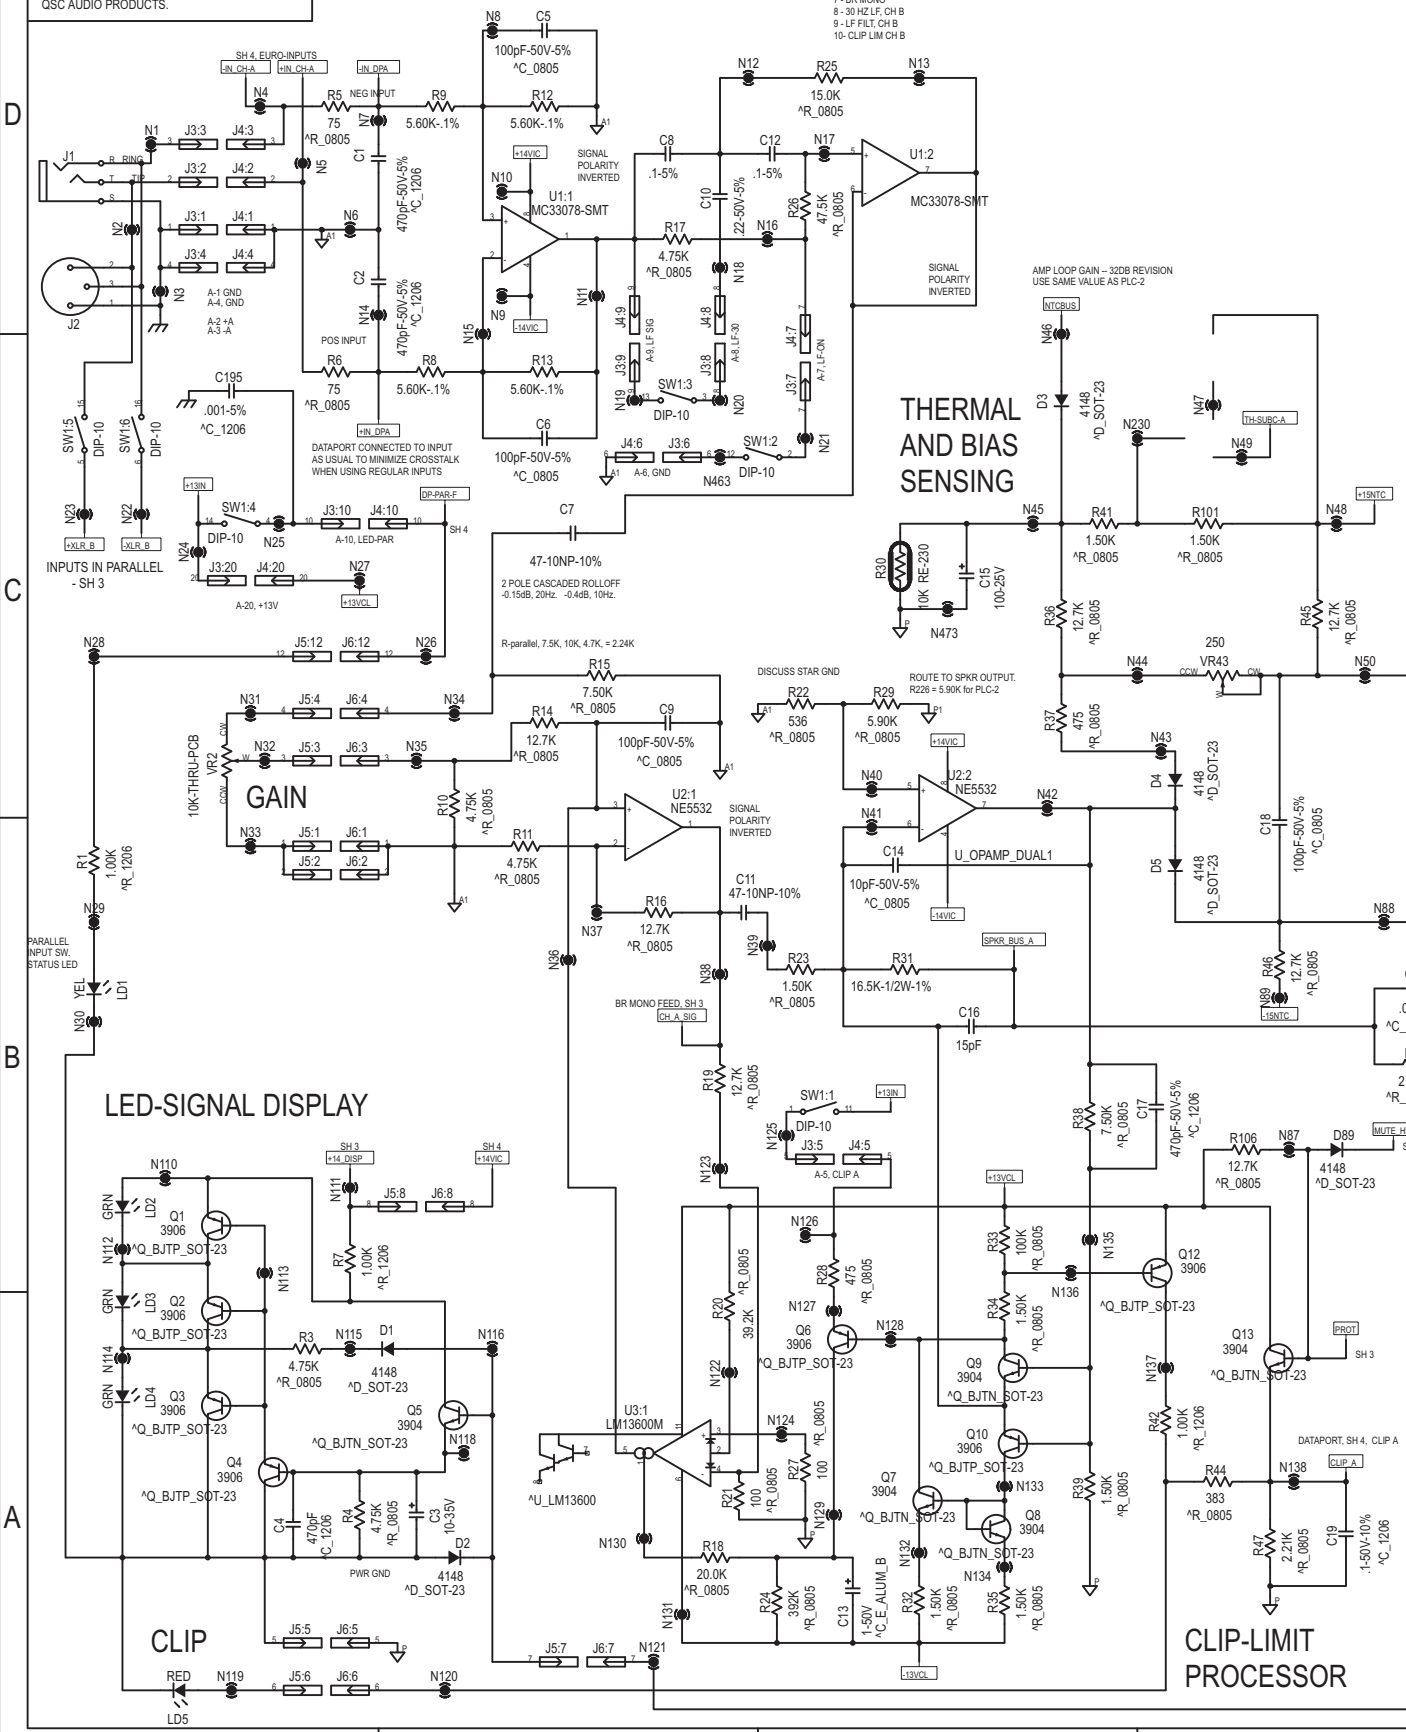 QSC AUDIO PRODUCTS.
7 - BR MONO
8 - 30 HZ LF, CH B
9 - LF FILT, CH B
10- CLIP LIM CH B
D
SH 4, EURO-INPUTS
-IN_CH-A
+IN_CH-A
-IN_DPA
NEG INPUT
N4
R5
75
^R_0805
N7
R9
5.60K-.1%
N8
C5
100pF-50V-5%
^C_0805
R12
5.60K-.1%
A1
N12
R25
15.0K
^R_0805
N13
J1
R RING
T TIP
S
N1
J3:3
J4:3
J3:2
J4:2
N5
C1
470pF-50V-5%
^C_1206
+14VIC
SIGNAL
POLARITY
INVERTED
N10
U1:1
MC33078-SMT
C8
.1-5%
C12
.1-5%
N17
U1:2
MC33078-SMT
C10
.22-50V-5%
R26
47.5K
^R_0805
N2
J3:1
J4:1
N6
A1
J3:4
J4:4
C2
470pF-50V-5%
^C_1206
R17
4.75K
^R_0805
N16
N18
SIGNAL
POLARITY
INVERTED
AMP LOOP GAIN -- 32DB REVISION
USE SAME VALUE AS PLC-2
NTCBUS
J2
N3
A-1 GND
A-4, GND
A-2 +A
A-3 -A
N14
N9
-14VIC
N11
N15
POS INPUT
R6
75
^R_0805
R8
5.60K-.1%
R13
5.60K-.1%
J4:9
J3:9
A-9, LF SIG
J4:8
J3:8
A-8, LF-30
J4:7
J3:7
A-7, LF-ON
N46
C195
.001-5%
^C_1206
SW1:5
DIP-10
SW1:6
DIP-10
+IN_DPA
C6
100pF-50V-5%
^C_0805
N19
SW1:3
DIP-10
N20
N21
DATAPORT CONNECTED TO INPUT
AS USUAL TO MINIMIZE CROSSTALK
WHEN USING REGULAR INPUTS
J4:6
J3:6
A1
A-6, GND
N463
SW1:2
DIP-10
THERMAL
AND BIAS
SENSING
D3
4148
^D_SOT-23
N230
N47
N49
TH-SUBC-A
C
N23
N22
+XLR_B
-XLR_B
INPUTS IN PARALLEL
- SH 3
+13IN
SW1:4
DIP-10
N24
N25
J3:10
J4:10
A-10, LED-PAR
DP-PAR-F
SH 4
J3:20
J4:20
A-20, +13V
N27
+13VCL
C7
47-10NP-10%
2 POLE CASCADED ROLLOFF
-0.15dB, 20Hz. -0.4dB, 10Hz.
R30
10K RE-230
C15
100-25V
P
N473
N45
R41
1.50K
^R_0805
R101
1.50K
^R_0805
N48
+15NTC
R36
12.7K
^R_0805
R45
12.7K
^R_0805
N28
J5:12
J6:12
N26
R-parallel, 7.5K, 10K, 4.7K, = 2.24K
R15
7.50K
^R_0805
DISCUSS STAR GND
R22
536
^R_0805
A1
ROUTE TO SPKR OUTPUT.
R226 = 5.90K for PLC-2
R29
5.90K
^R_0805
P1
N44
250
VR43
CCW
CW
W
N50
N31
J5:4
J6:4
N34
10K-THRU-PCB
VR2
CW
W
CCW
N32
J5:3
J6:3
N35
GAIN
R14
12.7K
^R_0805
C9
100pF-50V-5%
^C_0805
A1
+14VIC
R37
475
^R_0805
N43
D4
4148
^D_SOT-23
R10
4.75K
^R_0805
U2:1
NE5532
SIGNAL
POLARITY
INVERTED
N40
N41
U2:2
NE5532
N42
U_OPAMP_DUAL1
N33
J5:1
J6:1
J5:2
J6:2
A1
R11
4.75K
^R_0805
C14
10pF-50V-5%
^C_0805
-14VIC
D5
4148
^D_SOT-23
C18
100pF-50V-5%
^C_0805
R1
1.00K
^R_1206
N29
PARALLEL
INPUT SW.
STATUS LED
YEL
LD1
N30
N37
R16
12.7K
^R_0805
C11
47-10NP-10%
N39
R23
1.50K
^R_0805
R31
16.5K-1/2W-1%
SPKR_BUS_A
N88
R46
12.7K
^R_0805
N89
-15NTC
N36
N38
BR MONO FEED, SH 3
CH_A_SIG
C16
15pF
B
LED-SIGNAL DISPLAY
R19
12.7K
^R_0805
SW1:1
DIP-10
+13IN
N125
J3:5
J4:5
A-5, CLIP A
R38
7.50K
^R_0805
C17
470pF-50V-5%
^C_1206
R106
12.7K
^R_0805
N87
D89
4148
^D_SOT-23
N110
SH 3
+14_DISP
SH 4
+14VIC
N111
J5:8
J6:8
N123
+13VCL
GRN
LD2
Q1
3906
^Q_BJTP_SOT-23
N112
N113
R7
1.00K
^R_1206
R20
39.2K
^R_0805
N126
R28
475
^R_0805
R33
100K
^R_0805
N135
N136
Q12
3906
^Q_BJTP_SOT-23
GRN
LD3
Q2
3906
^Q_BJTP_SOT-23
N127
Q6
3906
^Q_BJTP_SOT-23
N128
R34
1.50K
^R_0805
Q13
3904
^Q_BJTN_SOT-23
PROT
SH 3
N114
R3
4.75K
^R_0805
N115
D1
4148
^D_SOT-23
N116
N122
Q9
3904
^Q_BJTN_SOT-23
N137
GRN
LD4
Q3
3906
^Q_BJTP_SOT-23
Q5
3904
^Q_BJTN_SOT-23
N118
U3:1
LM13600M
^U_LM13600
N124
R27
100
^R_0805
Q10
3906
^Q_BJTP_SOT-23
R42
1.00K
^R_1206
DATAPORT, SH 4, CLIP A
CLIP_A
A
Q4
3906
^Q_BJTP_SOT-23
C4
470pF
^C_1206
R4
4.75K
^R_0805
C3
10-35V
R21
100
^R_0805
P
N129
Q7
3904
^Q_BJTN_SOT-23
N133
Q8
3904
^Q_BJTN_SOT-23
R39
1.50K
^R_0805
R44
383
^R_0805
N138
R47
2.21K
^R_0805
C19
.1-50V-10%
^C_1206
PWR GND
D2
4148
^D_SOT-23
N130
R18
20.0K
^R_0805
R24
392K
^R_0805
C13
1-50V
^C_E_ALUM_B
N132
N134
R32
1.50K
^R_0805
R35
1.50K
^R_0805
P
P
N131
CLIP
J5:5
J6:5
P
J5:7
J6:7
N121
-13VCL
CLIP-LIMIT
PROCESSOR
RED
LD5
N119
J5:6
J6:6
N120